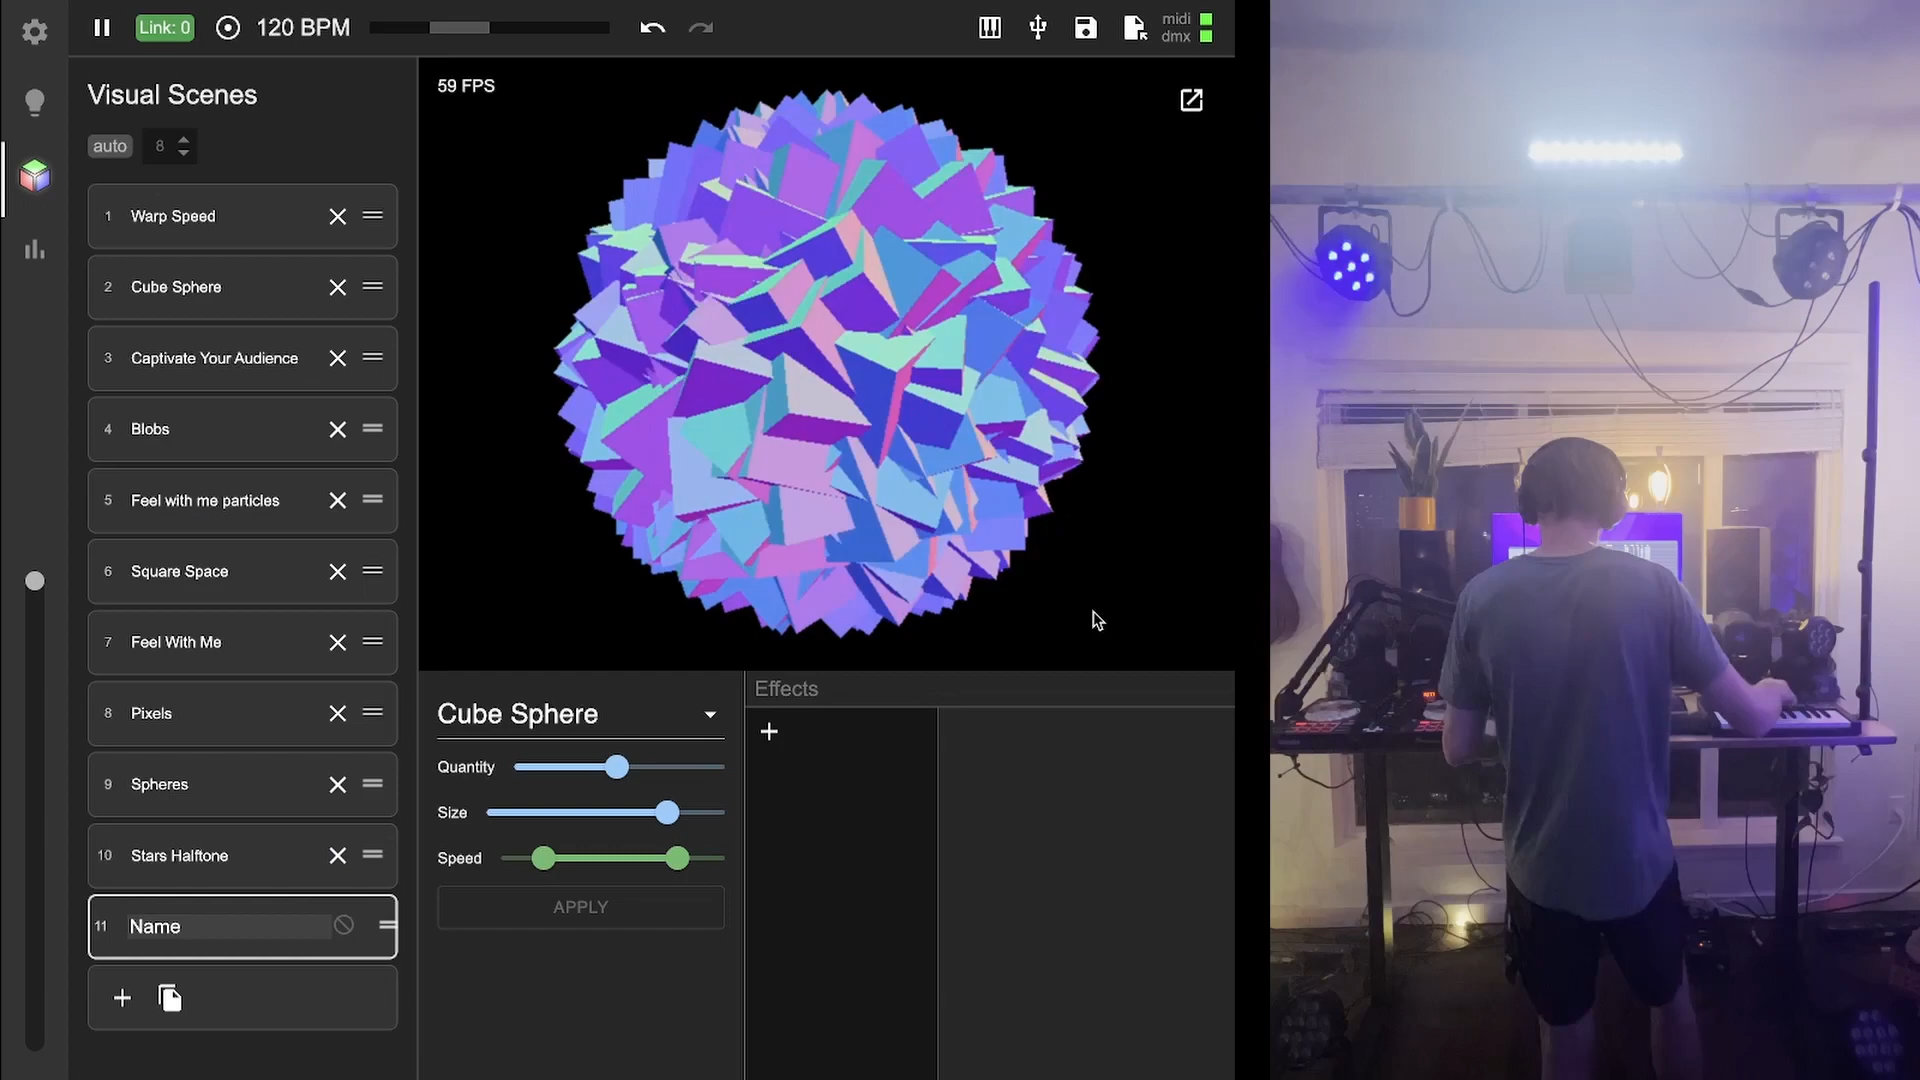 Link: 0
120 BPM
midi
dmx
Visual Scenes
59 FPS
auto
8
1 Warp Speed
2 Cube Sphere
3 Captivate Your Audience
4 Blobs
5 Feel with me particles
6 Square Space
7 Feel With Me
8 Pixels
9 Spheres
10 Stars Halftone
11 Name
Cube Sphere
Effects
Quantity
Size
Speed
APPLY